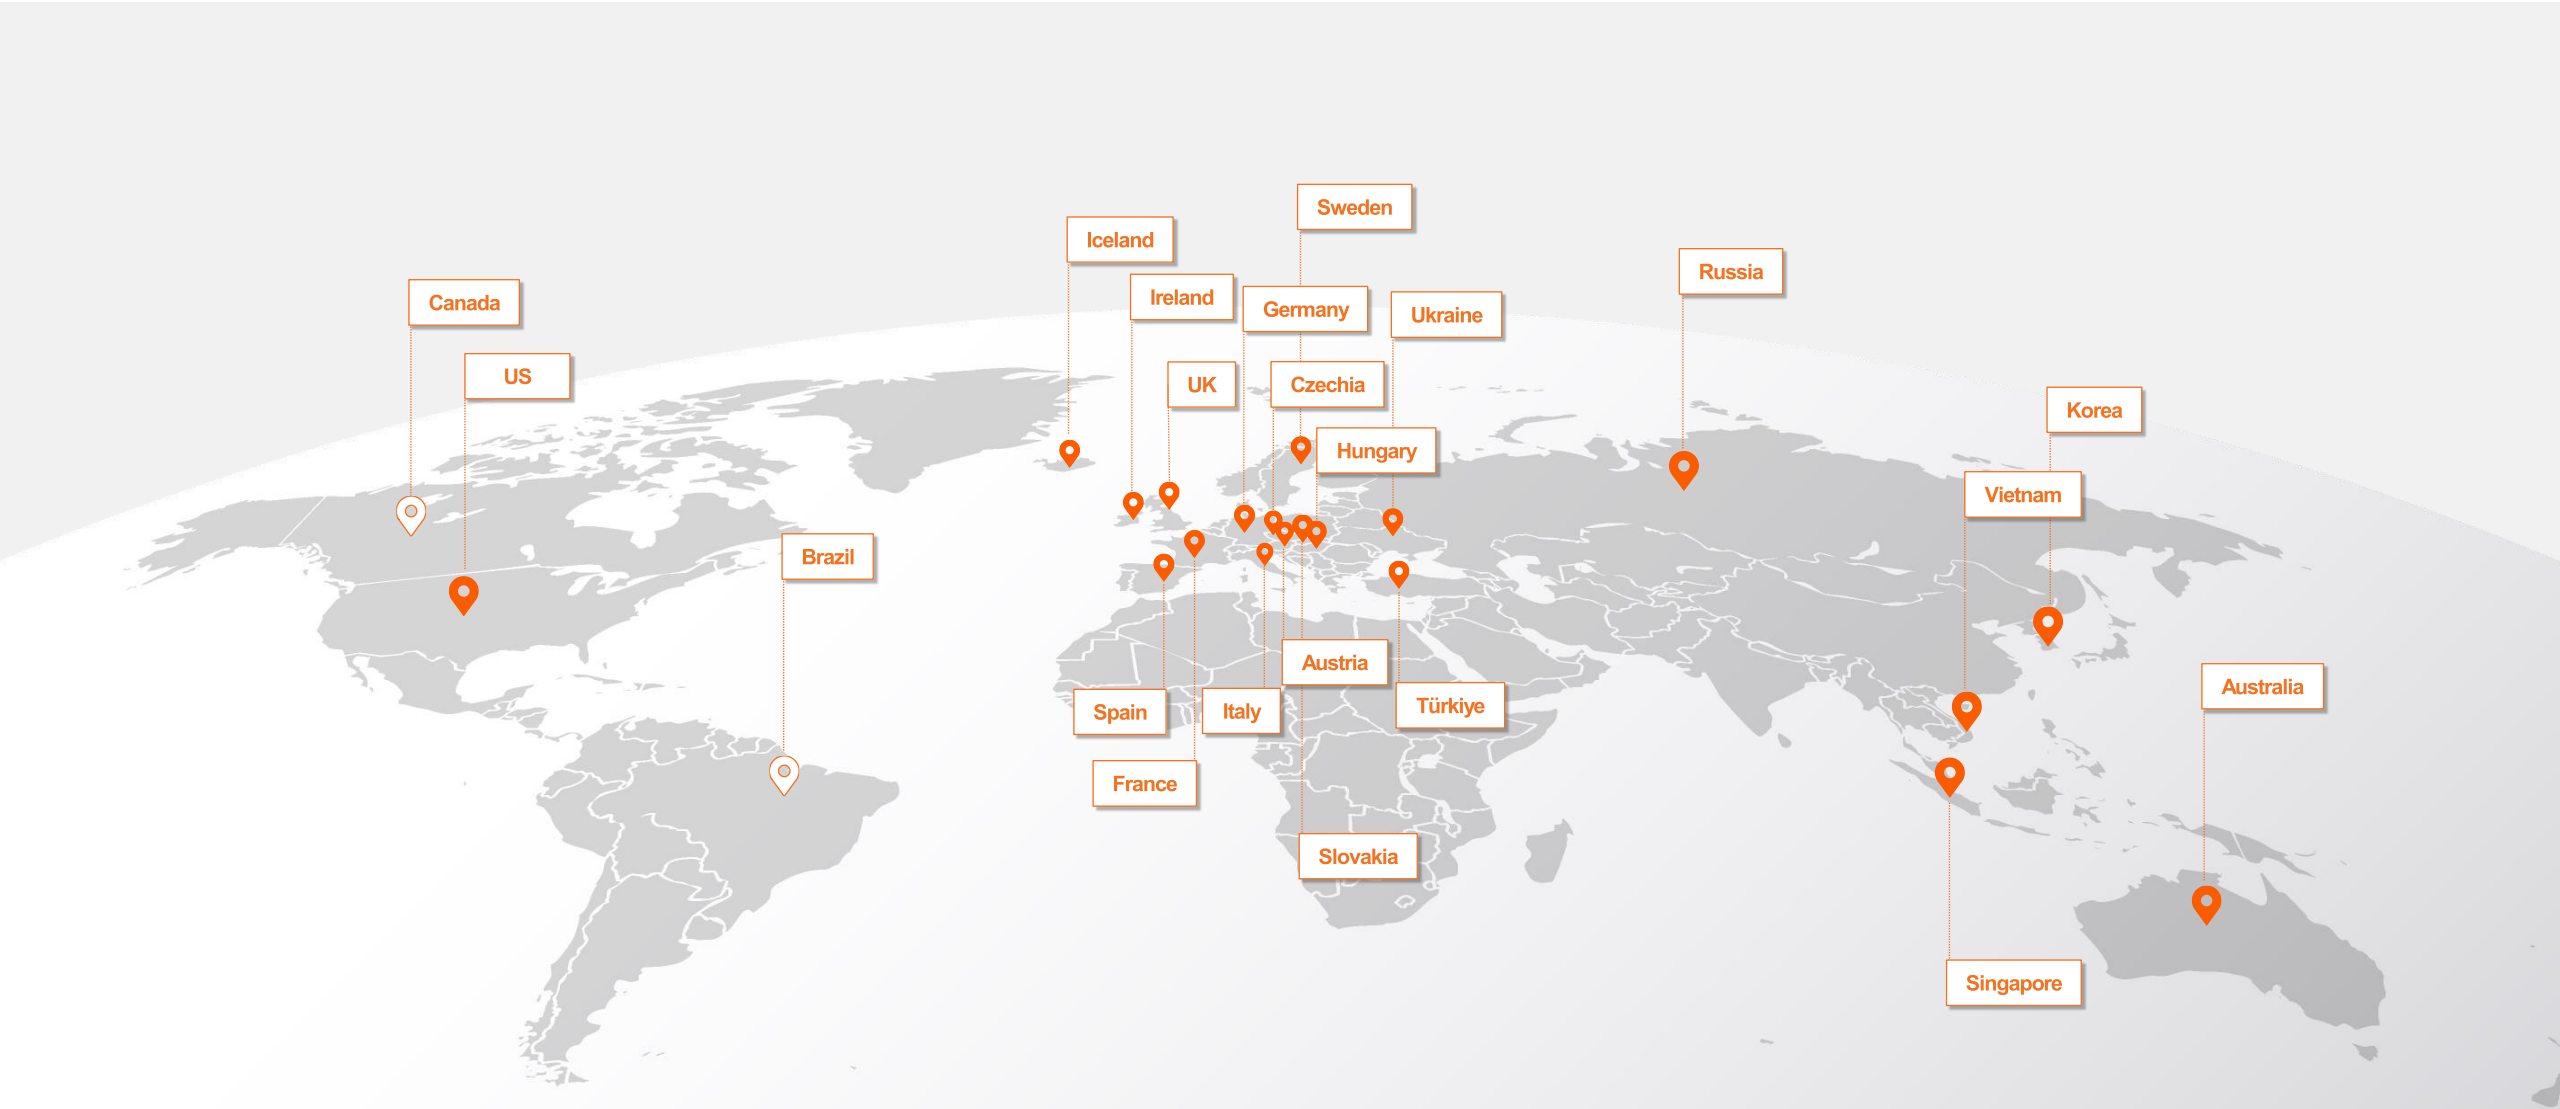 Sweden
Iceland
Russia
Ireland
Canada
Germany
Ukraine
US
UK
Czechia
Korea
Hungary
Vietnam
Brazil
Austria
Australia
Türkiye
Spain
Italy
France
Slovakia
Singapore